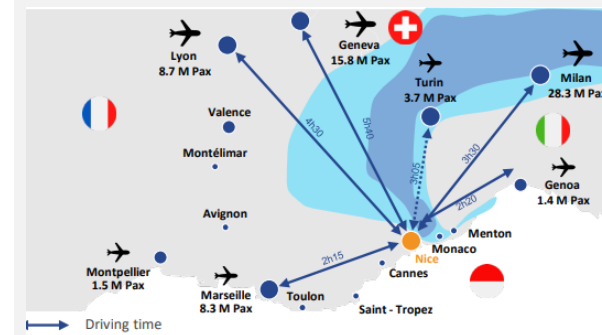 Lyon
8.7 M Pax
Geneva
15.8 M Pax
Turin
3.7 M Pax
Milan
28.3 M Pax
Valence
4h30
5h40
3h05
3h30
Montélimar
Genoa
1.4 M Pax
2h20
Avignon
Menton
Monaco
Nice
2h15
Cannes
Montpellier
1.5 M Pax
Marseille
8.3 M Pax
Toulon
Saint - Tropez
Driving time